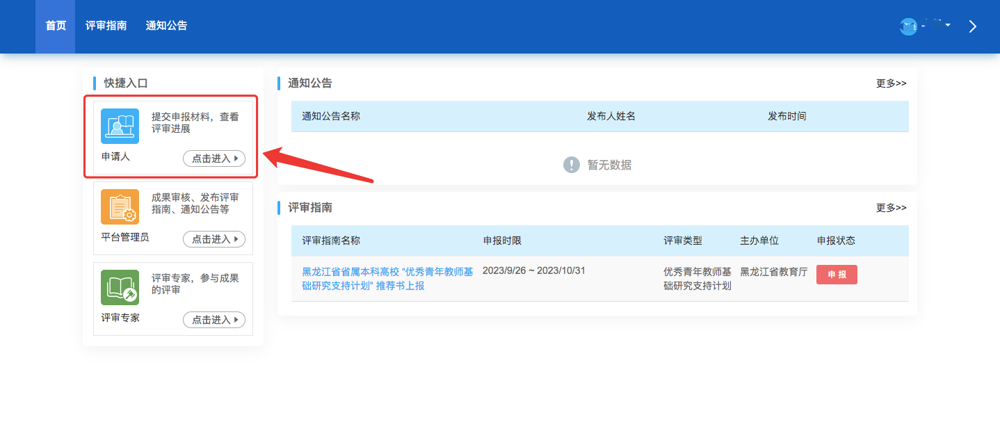 首页 评审指南 通知公告
快捷入口
提交申报材料，查看
评审进展
申请人
点击进入
成果审核、发布评审
指南、通知公告等
平台管理员
点击进入
评审专家，参与成果
的评审
评审专家
点击进入
通知公告 更多>>
通知公告名称 发布人姓名 发布时间
暂无数据
评审指南 更多>>
评审指南名称 申报时限 评审类型 主办单位 申报状态
黑龙江省省属本科高校 “优秀青年教师基
础研究支持计划” 推荐书上报
2023/9/26 ~ 2023/10/31
优秀青年教师基
础研究支持计划
黑龙江省教育厅
申 报